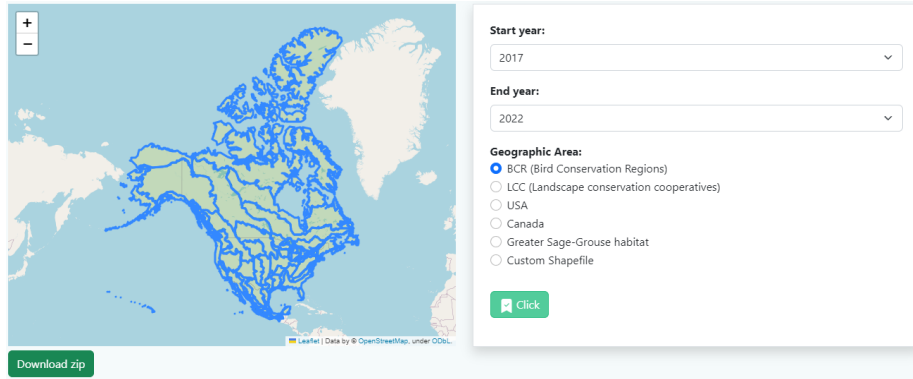 +
−
Leaflet | Data by © OpenStreetMap, under ODbL.
Download zip
Start year:
2017
End year:
2022
Geographic Area:
BCR (Bird Conservation Regions)
LCC (Landscape conservation cooperatives)
USA
Canada
Greater Sage-Grouse habitat
Custom Shapefile
Click